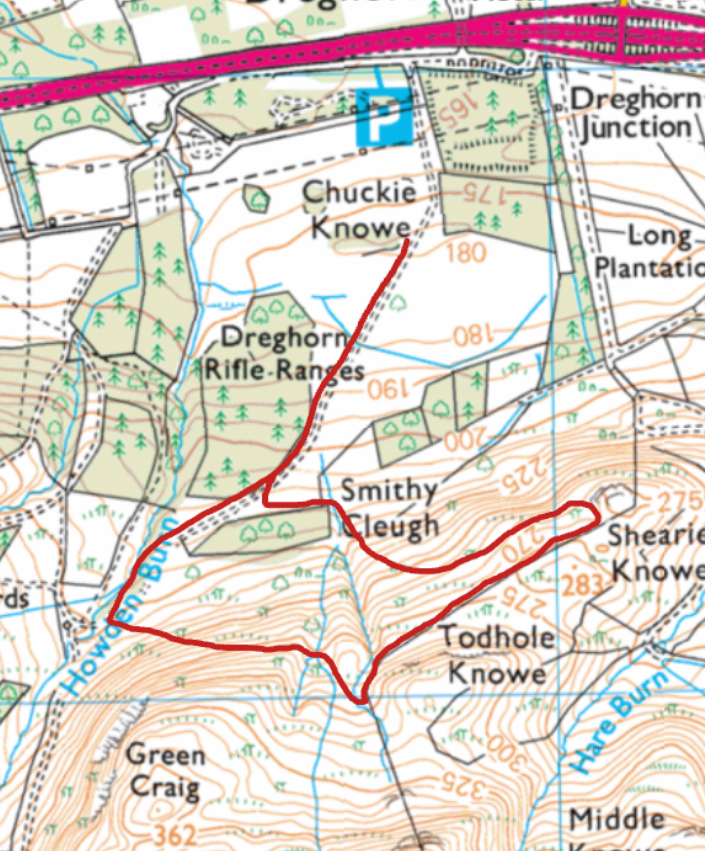 P
165
Dreghorn
Junction
Chuckie
Knowe
175
180
Long
Plantatio
180
Dreghorn
Rifle Ranges
190
200
225
Smithy
Cleugh
275
Shearie
Knowe
270
283
275
rds
Howden Burn
Todhole
Knowe
Hare Burn
300
Green
Craig
325
362
Middle